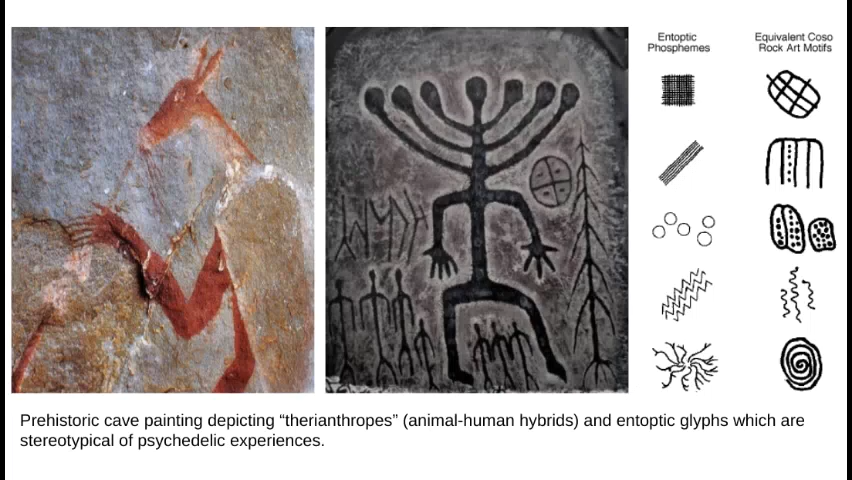 Entoptic
Phosphemes
Equivalent Coso
Rock Art Motifs
Prehistoric cave painting depicting “therianthropes” (animal-human hybrids) and entoptic glyphs which are
stereotypical of psychedelic experiences.